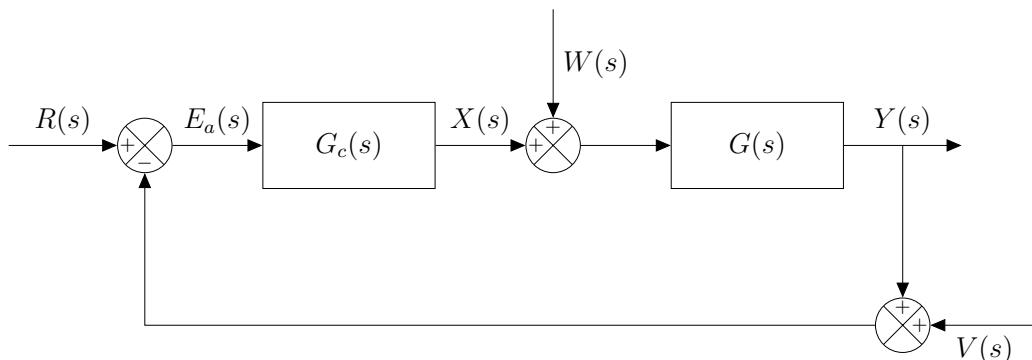 W(s)
R(s) E_a(s) X(s) Y(s)
+ G_c(s) + + G(s)
−
+
+
V(s)